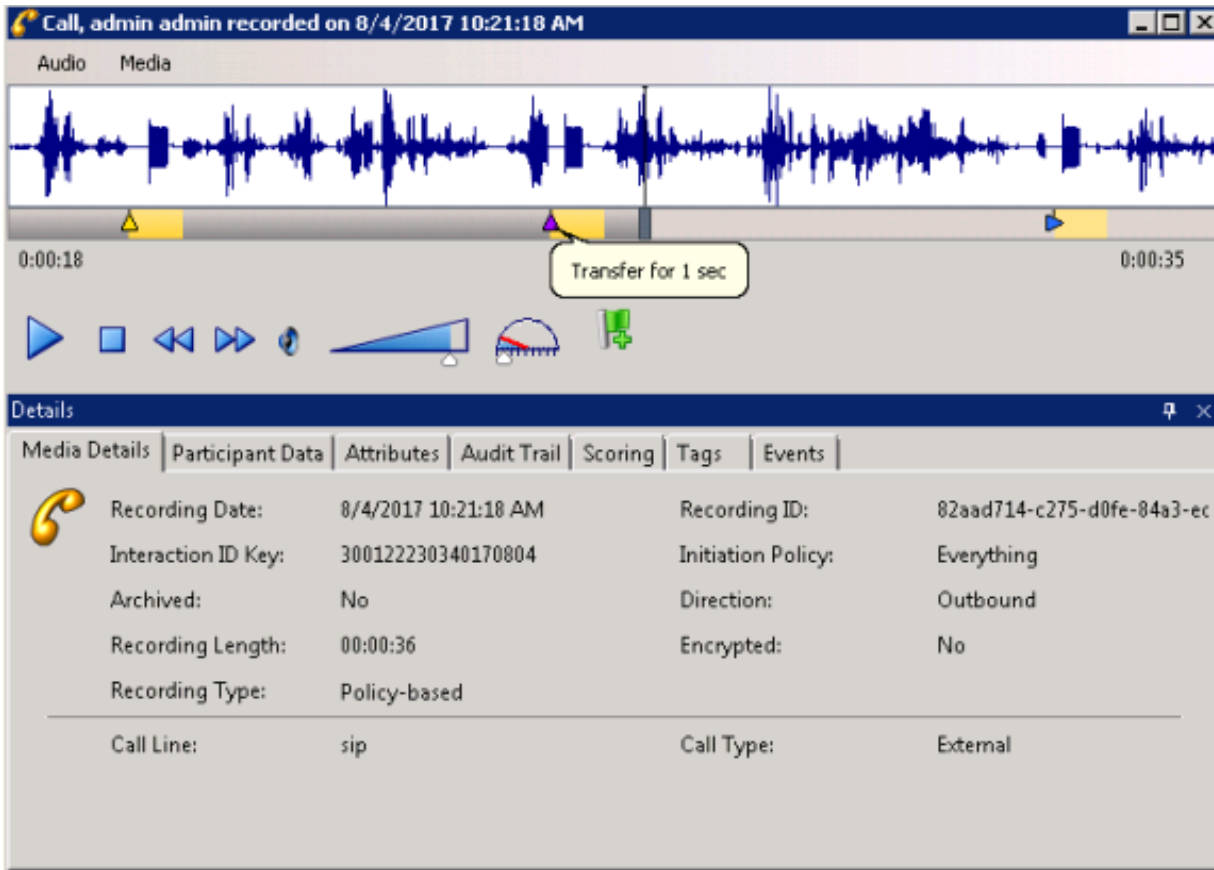 Call, admin admin recorded on 8/4/2017 10:21:18 AM
Audio Media
0:00:18 0:00:35
Transfer for 1 sec
Details
Media Details Participant Data Attributes Audit Trail Scoring Tags Events
Recording Date: 8/4/2017 10:21:18 AM Recording ID: 82aad714-c275-d0fe-84a3-ec
Interaction ID Key: 300122230340170804 Initiation Policy: Everything
Archived: No Direction: Outbound
Recording Length: 00:00:36 Encrypted: No
Recording Type: Policy-based
Call Line: sip Call Type: External